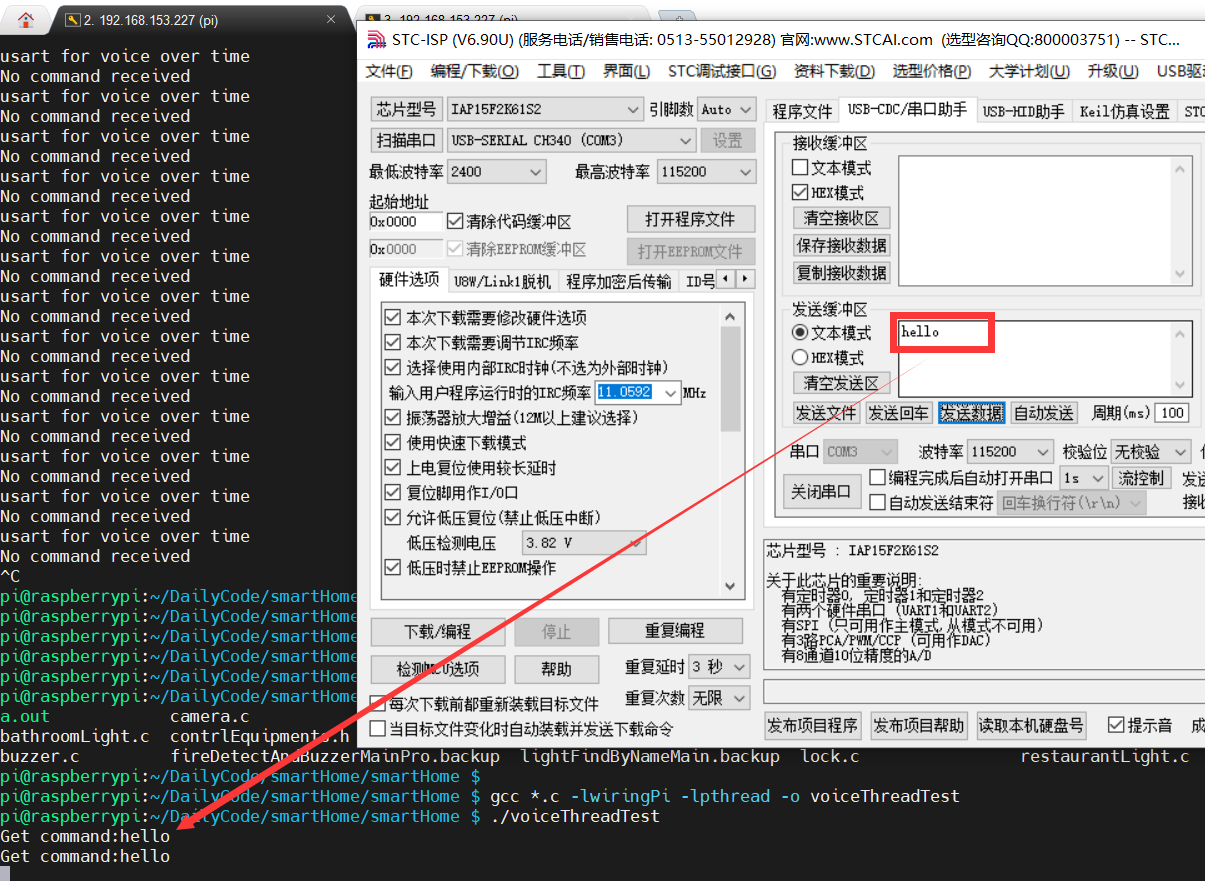 2. 192.168.153.227 (pi)
3. 192.168.153.227 (pi)
usart for voice over time
No command received
usart for voice over time
No command received
usart for voice over time
No command received
usart for voice over time
No command received
usart for voice over time
No command received
usart for voice over time
No command received
usart for voice over time
No command received
usart for voice over time
No command received
usart for voice over time
No command received
usart for voice over time
No command received
usart for voice over time
No command received
usart for voice over time
No command received
usart for voice over time
No command received
^C
pi@raspberrypi:~/DailyCode/smartHome
pi@raspberrypi:~/DailyCode/smartHome
pi@raspberrypi:~/DailyCode/smartHome
pi@raspberrypi:~/DailyCode/smartHome
pi@raspberrypi:~/DailyCode/smartHome
pi@raspberrypi:~/DailyCode/smartHome
a.out camera.c
bathroomLight.c contrlEquipments.h
buzzer.c fireDetectAndBuzzerMainPro.backup lightFindByNameMain.backup lock.c restaurantLight.c
pi@raspberrypi:~/DailyCode/smartHome/smartHome $
pi@raspberrypi:~/DailyCode/smartHome/smartHome $ gcc *.c -lwiringPi -lpthread -o voiceThreadTest
pi@raspberrypi:~/DailyCode/smartHome/smartHome $ ./voiceThreadTest
Get command:hello
Get command:hello
STC-ISP (V6.90U) (服务电话/销售电话: 0513-55012928) 官网:www.STCAI.com (选型咨询QQ:800003751) -- STC...
文件(F) 编程/下载(O) 工具(T) 界面(L) STC调试接口(G) 资料下载(D) 选型价格(P) 大学计划(U) 升级(U) USB驱
芯片型号 IAP15F2K61S2 引脚数 Auto
扫描串口 USB-SERIAL CH340 (COM3) 设置
最低波特率 2400 最高波特率 115200
起始地址
0x0000 清除代码缓冲区 打开程序文件
0x0000 清除EEPROM缓冲区 打开EEPROM文件
硬件选项 U8W/Link1脱机 程序加密后传输 ID号
本次下载需要修改硬件选项
本次下载需要调节IRC频率
选择使用内部IRC时钟(不选为外部时钟)
输入用户程序运行时的IRC频率 11.0592 MHz
振荡器放大增益(12M以上建议选择)
使用快速下载模式
上电复位使用较长延时
复位脚用作I/O口
允许低压复位(禁止低压中断)
低压检测电压 3.82 V
低压时禁止EEPROM操作
下载/编程 停止 重复编程
检测MCU选项 帮助 重复延时 3 秒
每次下载前都重新装载目标文件 重复次数 无限
当目标文件变化时自动装载并发送下载命令
程序文件 USB-CDC/串口助手 USB-HID助手 Keil仿真设置 STC
接收缓冲区
文本模式
HEX模式
清空接收区
保存接收数据
复制接收数据
发送缓冲区
文本模式 hello
HEX模式
清空发送区
发送文件 发送回车 发送数据 自动发送 周期(ms) 100
串口 COM3 波特率 115200 校验位 无校验
关闭串口 编程完成后自动打开串口 1s 流控制 发送
自动发送结束符 回车换行符(\r\n) 接收
芯片型号 : IAP15F2K61S2
关于此芯片的重要说明:
有定时器0, 定时器1和定时器2
有两个硬件串口 (UART1和UART2)
有SPI (只可用作主模式,从模式不可用)
有3路PCA/PWM/CCP (可用作DAC)
有8通道10位精度的A/D
发布项目程序 发布项目帮助 读取本机硬盘号 提示音 成